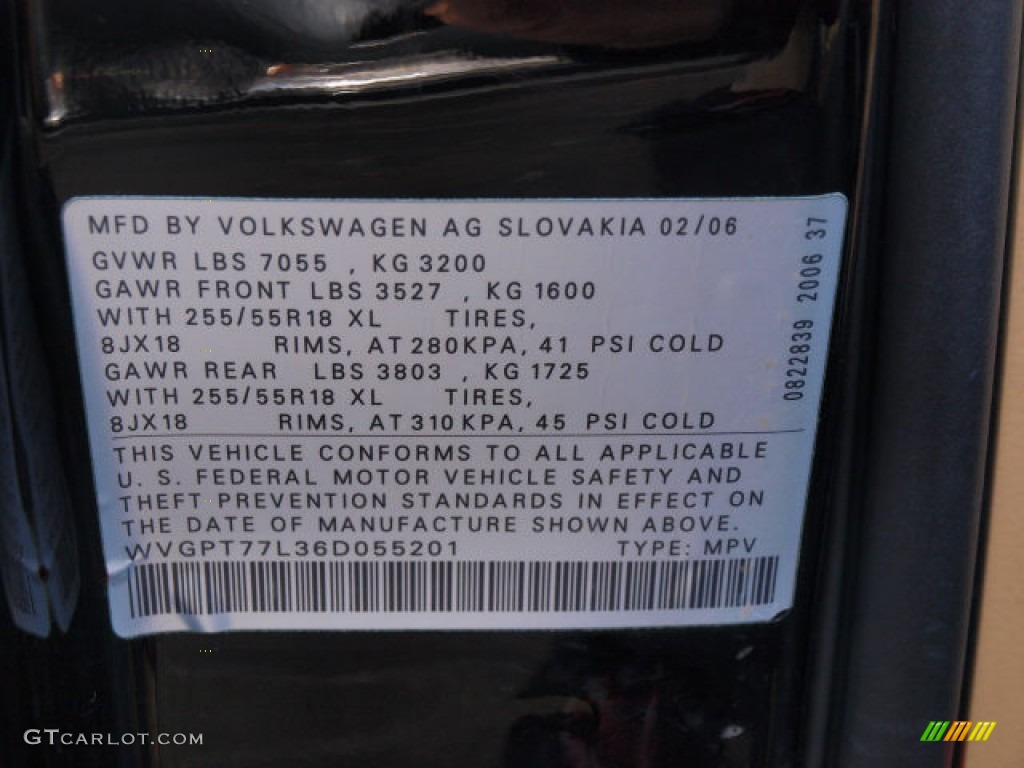 MFD BY VOLKSWAGEN AG SLOVAKIA 02/06
GVWR LBS 7055 , KG 3200
GAWR FRONT LBS 3527 , KG 1600
WITH 255/55R18 XL TIRES,
8JX18 RIMS, AT 280KPA, 41 PSI COLD
GAWR REAR LBS 3803 , KG 1725
WITH 255/55R18 XL TIRES,
8JX18 RIMS, AT 310KPA, 45 PSI COLD
THIS VEHICLE CONFORMS TO ALL APPLICABLE
U. S. FEDERAL MOTOR VEHICLE SAFETY AND
THEFT PREVENTION STANDARDS IN EFFECT ON
THE DATE OF MANUFACTURE SHOWN ABOVE.
WVGPT77L36D055201 TYPE: MPV
0822839 2006 37
GTCARLOT.COM